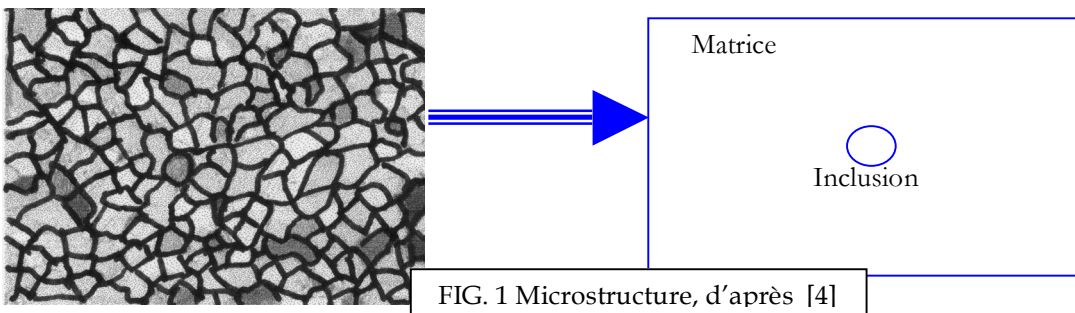 Matrice
Inclusion
FIG. 1 Microstructure, d'après [4]